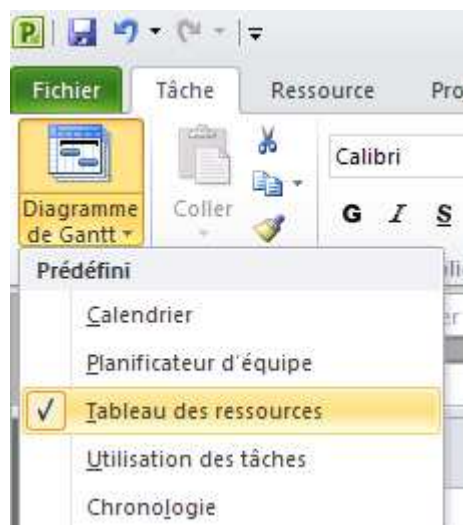 Fichier Tâche Ressource Pro
Calibri
Diagramme de Gantt
Coller
G I S
Prédéfini
Calendrier
Planificateur d'équipe
Tableau des ressources
Utilisation des tâches
Chronologie